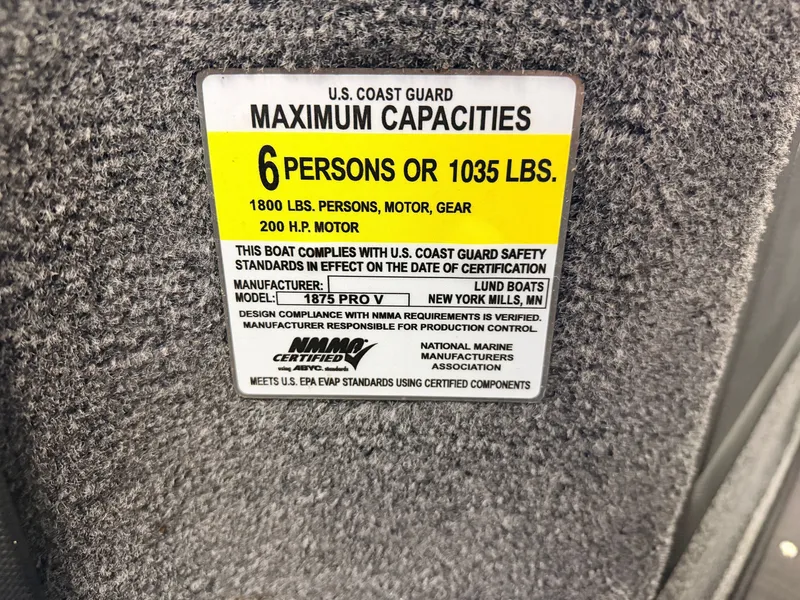 U.S. COAST GUARD
MAXIMUM CAPACITIES
6 PERSONS OR 1035 LBS.
1800 LBS. PERSONS, MOTOR, GEAR
200 H.P. MOTOR
THIS BOAT COMPLIES WITH U.S. COAST GUARD SAFETY
STANDARDS IN EFFECT ON THE DATE OF CERTIFICATION
MANUFACTURER: LUND BOATS
MODEL: 1875 PRO V NEW YORK MILLS, MN
DESIGN COMPLIANCE WITH NMMA REQUIREMENTS IS VERIFIED.
MANUFACTURER RESPONSIBLE FOR PRODUCTION CONTROL.
NMMA
CERTIFIED
using ABYC. standards
NATIONAL MARINE
MANUFACTURERS
ASSOCIATION
MEETS U.S. EPA EVAP STANDARDS USING CERTIFIED COMPONENTS